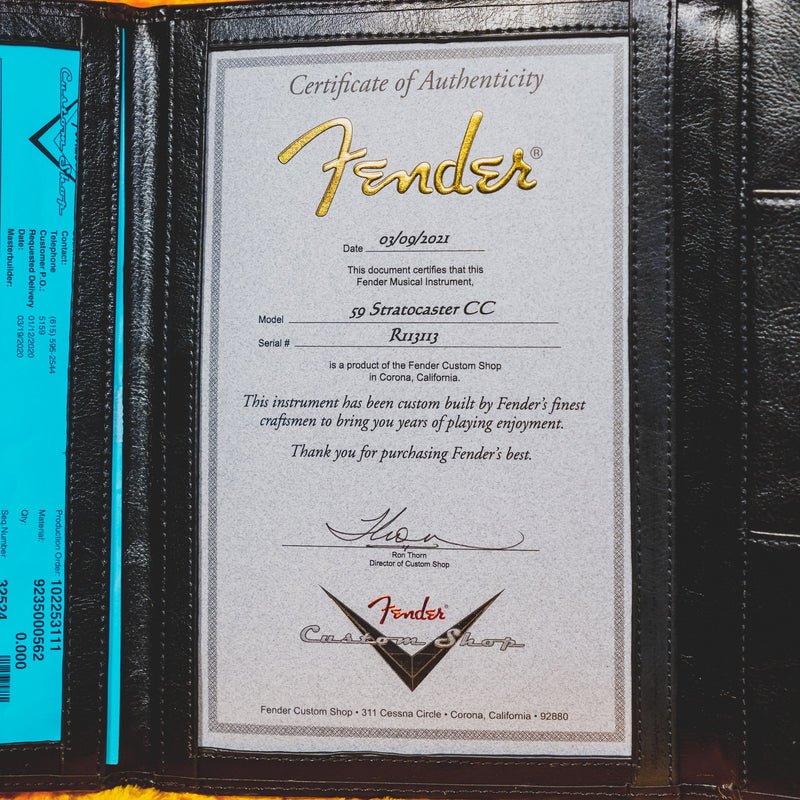 Custom Shop
Contact:
Telephone (615) 595-2544
Customer P.O.: 5159
Requested Delivery 01/12/2020
Date: 03/19/2020
Masterbuilder:
Production Order: 102253111
Material: 9235000562
Qty: 0.000
Seq.Number 32524
Certificate of Authenticity
Fender®
Date 03/09/2021
This document certifies that this
Fender Musical Instrument,
Model 59 Stratocaster CC
Serial # R113113
is a product of the Fender Custom Shop
in Corona, California.
This instrument has been custom built by Fender's finest
craftsmen to bring you years of playing enjoyment.
Thank you for purchasing Fender's best.
Ron Thorn
Director of Custom Shop
Fender®
Custom Shop
Fender Custom Shop • 311 Cessna Circle • Corona, California • 92880